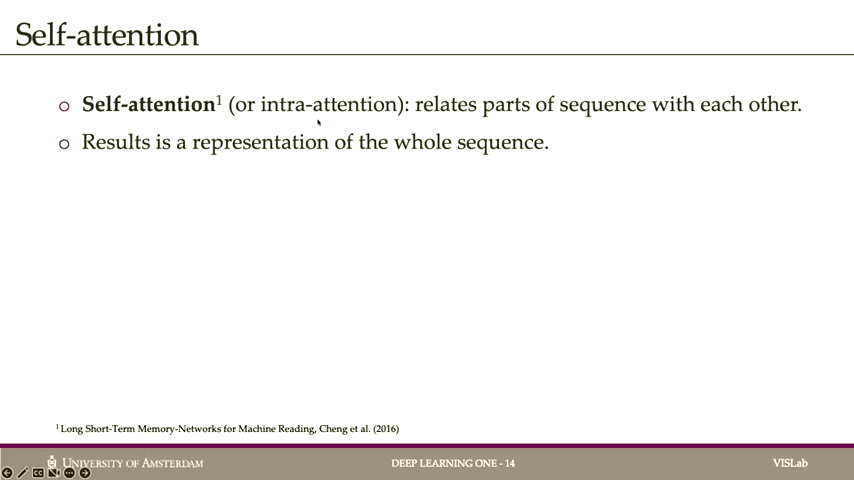 Self-attention
o Self-attention¹ (or intra-attention): relates parts of sequence with each other.
o Results is a representation of the whole sequence.
¹ Long Short-Term Memory-Networks for Machine Reading, Cheng et al. (2016)
UNIVERSITY OF AMSTERDAM
DEEP LEARNING ONE - 14
VISLab